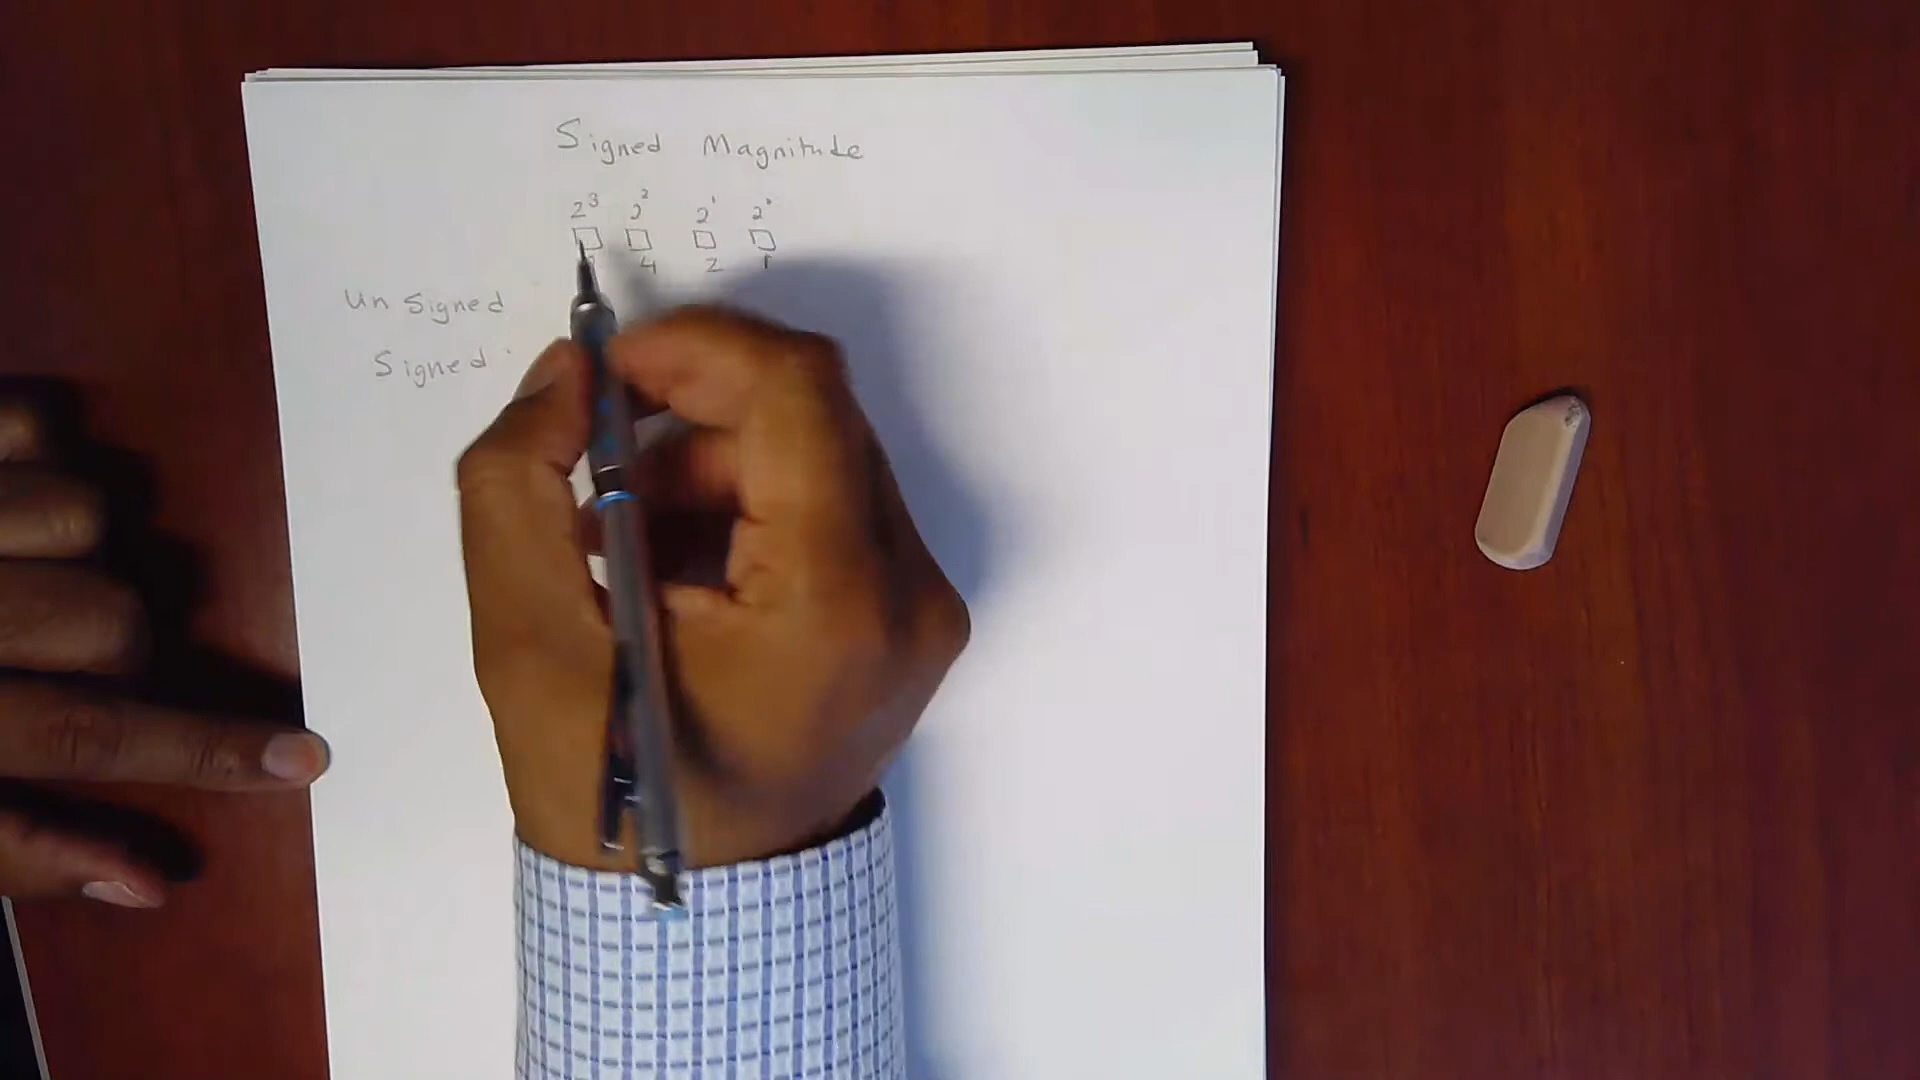 Signed Magnitude
2³ 2² 2¹ 2⁰
4 2 1
Un Signed
Signed